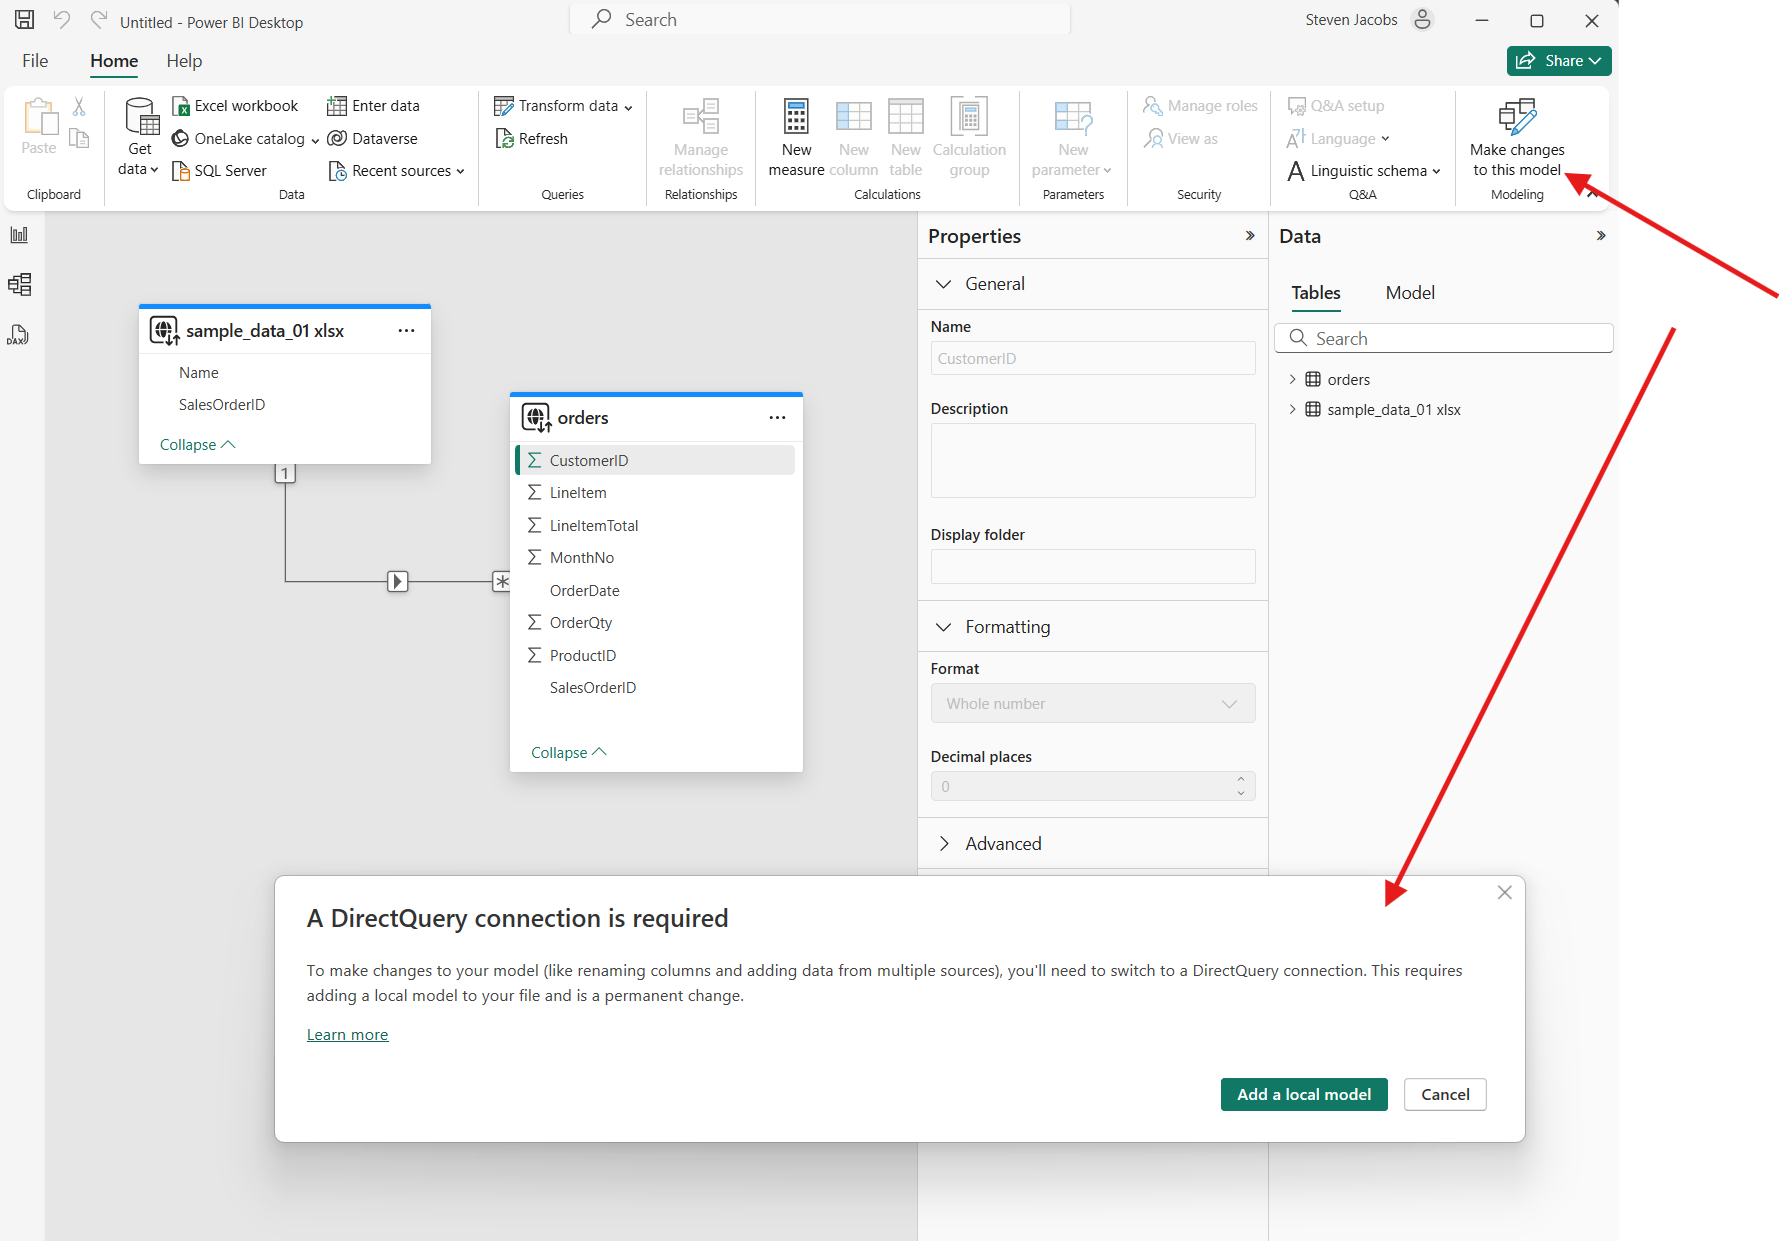 Untitled - Power BI Desktop
Search
Steven Jacobs
File
Home
Help
Share
Paste
Clipboard
Get data
Excel workbook
OneLake catalog
SQL Server
Enter data
Dataverse
Recent sources
Data
Transform data
Refresh
Queries
Manage
relationships
Relationships
New
measure
New
column
New
table
Calculation
group
Calculations
New
parameter
Parameters
Manage roles
View as
Security
Q&A setup
Language
Linguistic schema
Q&A
Make changes
to this model
Modeling
DAX
sample_data_01 xlsx
Name
SalesOrderID
Collapse
1
*
orders
CustomerID
LineItem
LineItemTotal
MonthNo
OrderDate
OrderQty
ProductID
SalesOrderID
Collapse
Properties
General
Name
CustomerID
Description
Display folder
Formatting
Format
Whole number
Decimal places
0
Advanced
Data
Tables
Model
Search
orders
sample_data_01 xlsx
A DirectQuery connection is required
To make changes to your model (like renaming columns and adding data from multiple sources), you'll need to switch to a DirectQuery connection. This requires
adding a local model to your file and is a permanent change.
Learn more
Add a local model
Cancel